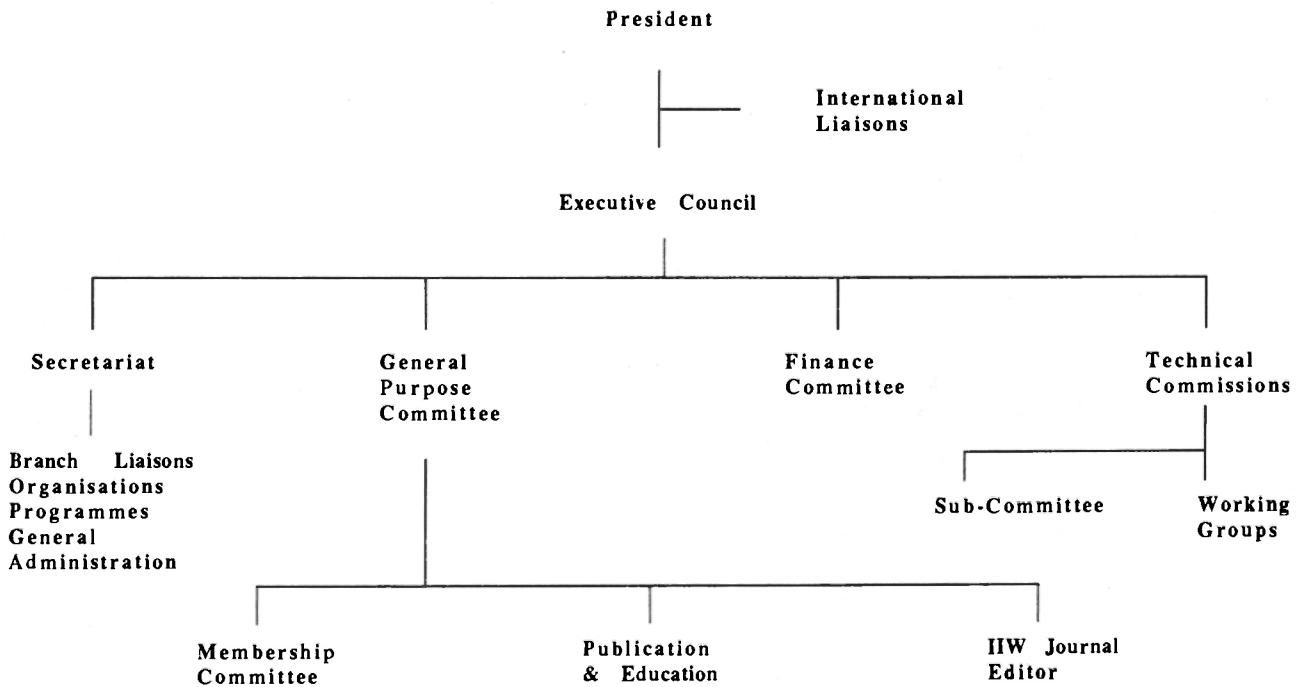 President
International
Liaisons
Executive Council
Secretariat
General
Purpose
Committee
Finance
Committee
Technical
Commissions
Branch Liaisons
Organisations
Programmes
General
Administration
Sub-Committee
Working
Groups
Membership
Committee
Publication
& Education
IIW Journal
Editor